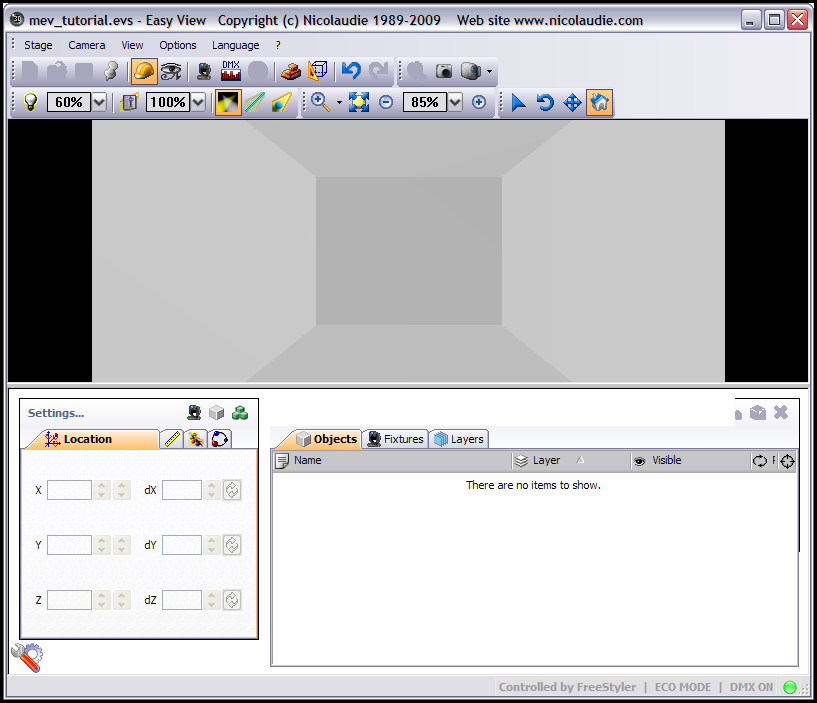 mev_tutorial.evs - Easy View   Copyright (c) Nicolaudie 1989-2009    Web site www.nicolaudie.com
Stage Camera View Options Language ?
DMX
60% 100% 85%
Settings...
Location
Objects Fixtures Layers
Name Layer Visible
There are no items to show.
X dX
Y dY
Z dZ
Controlled by FreeStyler | ECO MODE | DMX ON